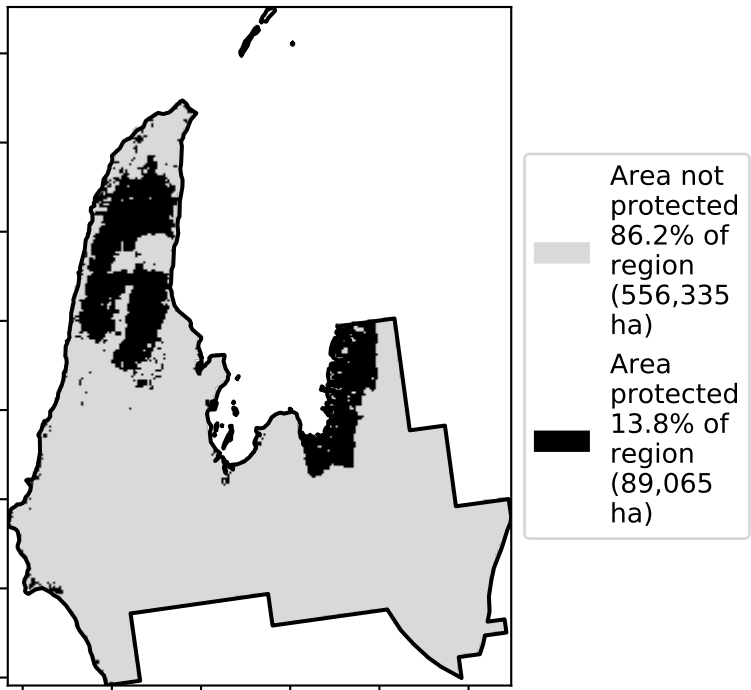 Area not
protected
86.2% of
region
(556,335
ha)
Area
protected
13.8% of
region
(89,065
ha)